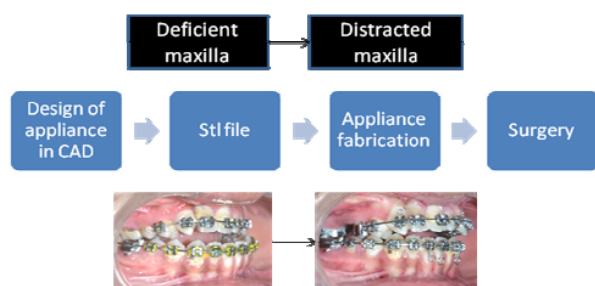 Deficient
maxilla
Distracted
maxilla
Design of
appliance
in CAD
Stl file
Appliance
fabrication
Surgery